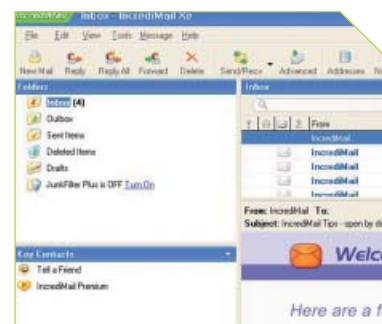 IncrediMail Inbox - IncrediMail Xe
File Edit View Tools Message Help
New Mail Reply Reply All Forward Delete Send/Recv Advanced Addresses
Folders
Inbox (4)
Outbox
Sent Items
Deleted Items
Drafts
JunkFilter Plus is OFF Turn On
Key Contacts
Tell a Friend
IncrediMail Premium
Inbox
From
IncrediMail
IncrediMail
IncrediMail
IncrediMail
IncrediMail
From: IncrediMail To:
Subject: IncrediMail Tips - open by d
Welco
Here are a f